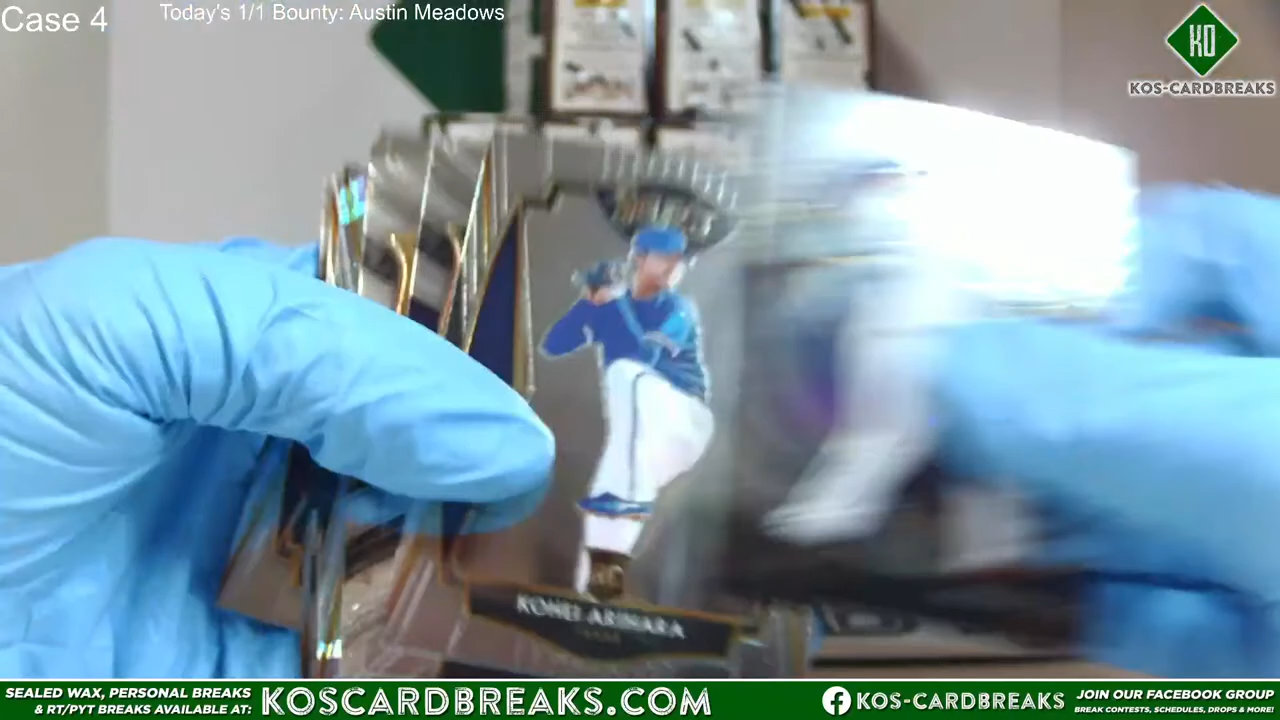 Case 4
Today's 1/1 Bounty: Austin Meadows
KO
KOS-CARDBREAKS
KOHEI ARIHARA
SEALED WAX, PERSONAL BREAKS
& RT/PYT BREAKS AVAILABLE AT:
KOSCARDBREAKS.COM
KOS-CARDBREAKS
JOIN OUR FACEBOOK GROUP
BREAK CONTESTS, SCHEDULES, DROPS & MORE!